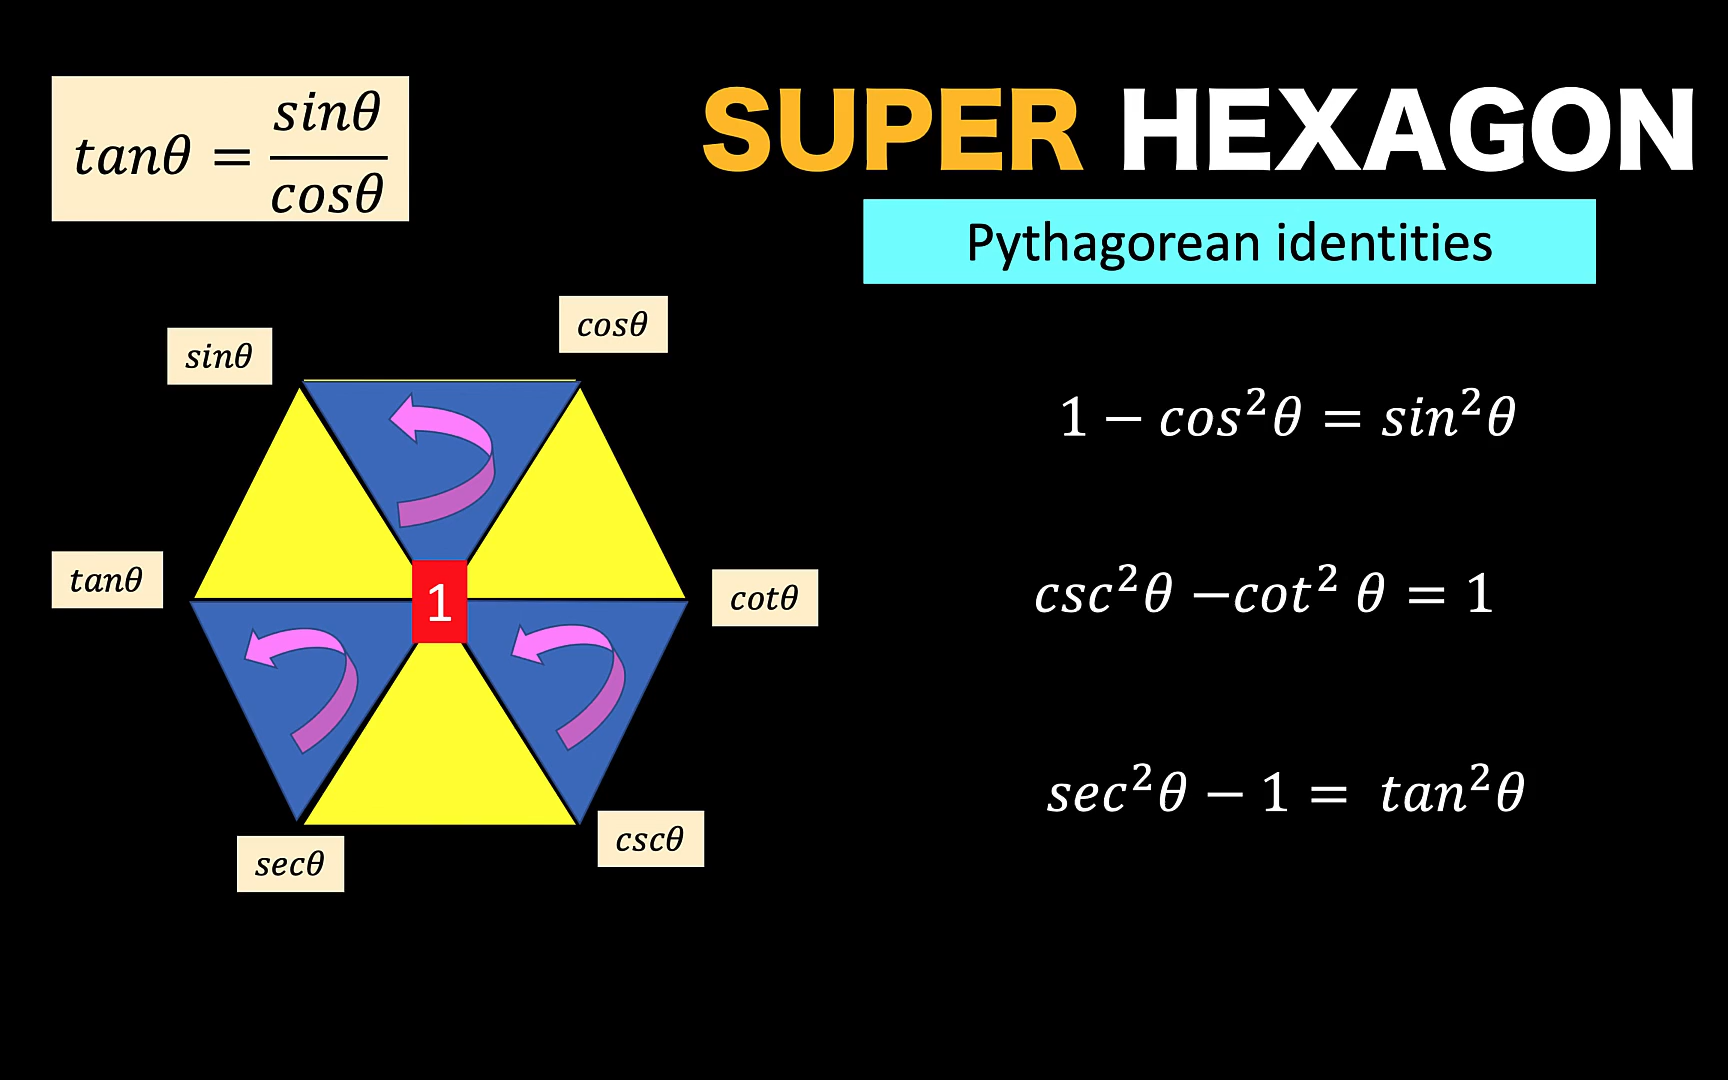 tanθ = sinθ / cosθ
SUPER HEXAGON
Pythagorean identities
cosθ
sinθ
1 − cos²θ = sin²θ
tanθ
1
cotθ
csc²θ −cot² θ = 1
sec²θ − 1 = tan²θ
cscθ
secθ